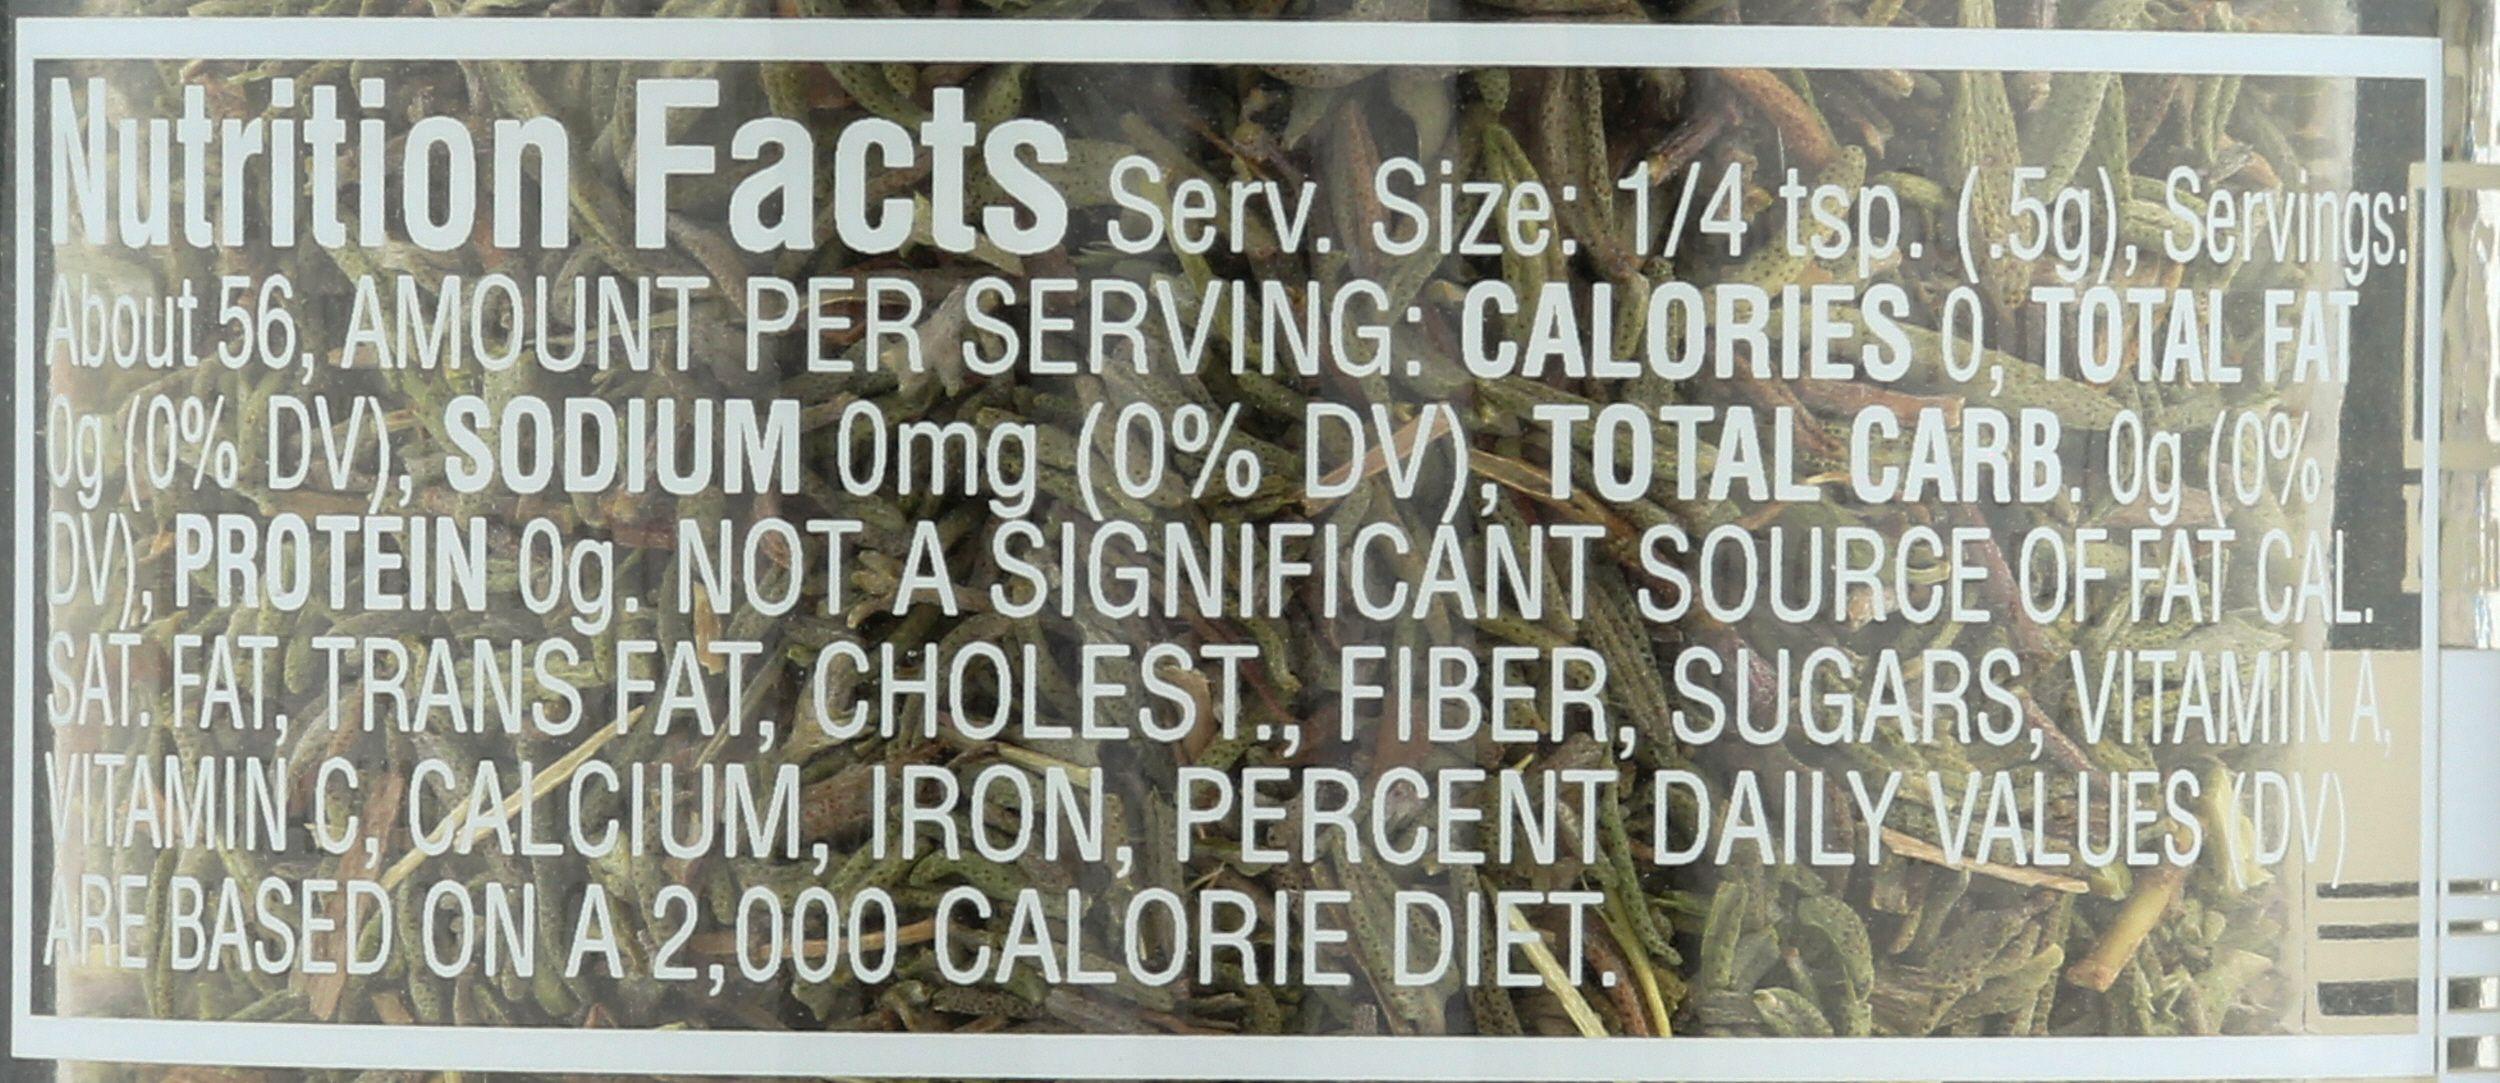 Nutrition Facts Serv. Size: 1/4 tsp. (.5g), Servings:
About 56, AMOUNT PER SERVING: CALORIES 0, TOTAL FAT
0g (0% DV), SODIUM 0mg (0% DV), TOTAL CARB. 0g (0%
DV), PROTEIN 0g. NOT A SIGNIFICANT SOURCE OF FAT CAL.
SAT. FAT, TRANS FAT, CHOLEST., FIBER, SUGARS, VITAMIN A,
VITAMIN C, CALCIUM, IRON, PERCENT DAILY VALUES (DV)
ARE BASED ON A 2,000 CALORIE DIET.